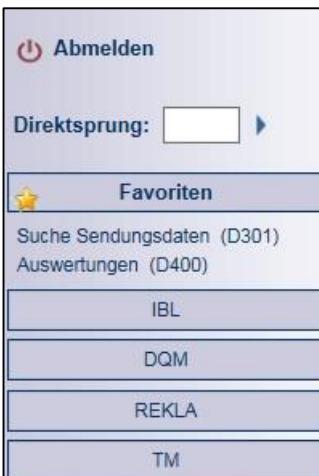 Abmelden
Direktsprung:
Favoriten
Suche Sendungsdaten (D301)
Auswertungen (D400)
IBL
DQM
REKLA
TM